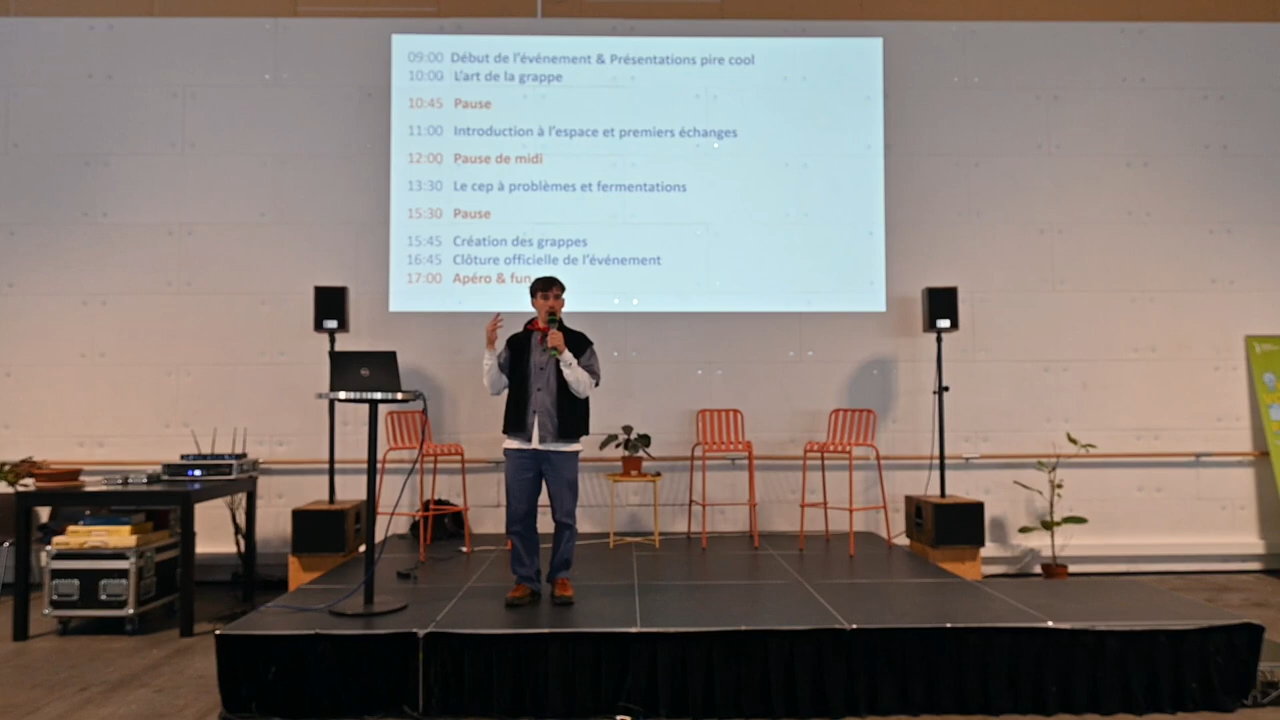 09:00 Début de l'événement & Présentations pire cool
10:00 L'art de la grappe
10:45 Pause
11:00 Introduction à l'espace et premiers échanges
12:00 Pause de midi
13:30 Le cep à problèmes et fermentations
15:30 Pause
15:45 Création des grappes
16:45 Clôture officielle de l'événement
17:00 Apéro & fun